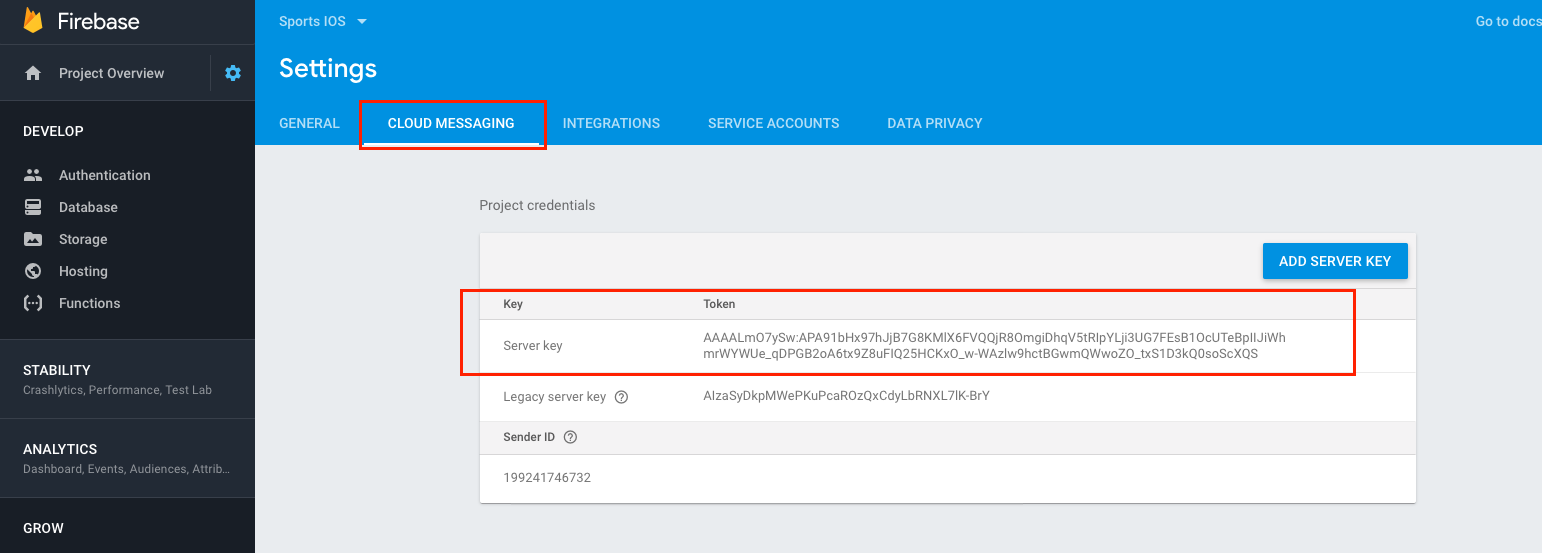 Firebase
Sports IOS
Go to docs
Project Overview
Settings
GENERAL
CLOUD MESSAGING
INTEGRATIONS
SERVICE ACCOUNTS
DATA PRIVACY
DEVELOP
Authentication
Database
Storage
Hosting
Functions
STABILITY
Crashlytics, Performance, Test Lab
ANALYTICS
Dashboard, Events, Audiences, Attrib...
GROW
Project credentials
ADD SERVER KEY
Key Token
Server key
AAAALmO7ySw:APA91bHx97hJjB7G8KMlX6FVQQjR8OmgiDhqV5tRlpYLji3UG7FEsB1OcUTeBpIIJiWh
mrWYWUe_qDPGB2oA6tx9Z8uFIQ25HCKxO_w-WAzlw9hctBGwmQWwoZO_txS1D3kQ0soScXQS
Legacy server key AIzaSyDkpMWePKuPcaROzQxCdyLbRNXL7lK-BrY
Sender ID
199241746732